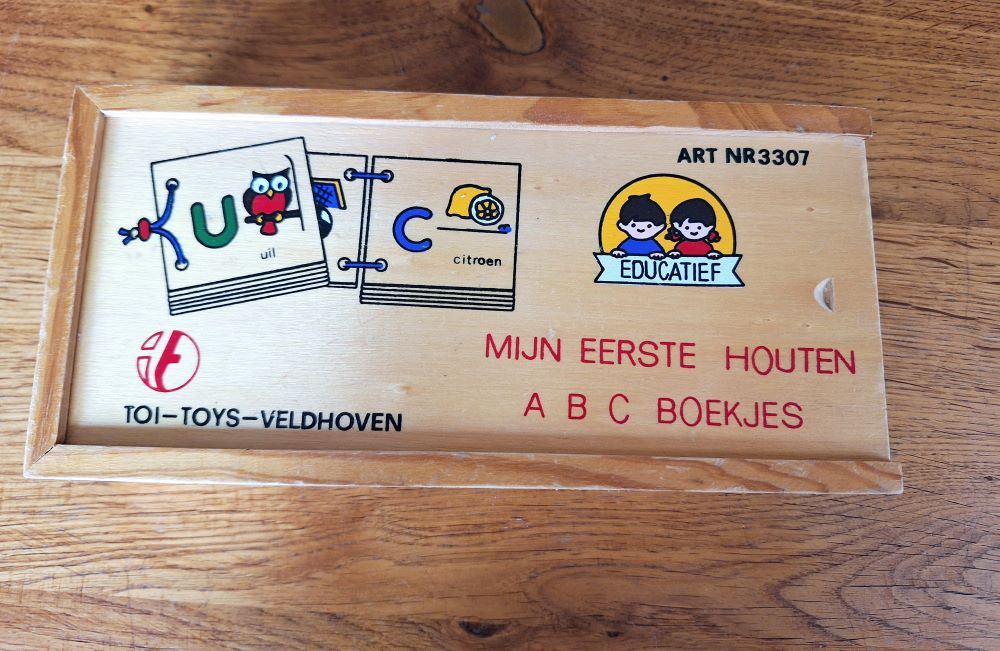 ART NR3307
U
uil
C
citroen
EDUCATIEF
MIJN EERSTE HOUTEN
A B C BOEKJES
TOI-TOYS-VELDHOVEN